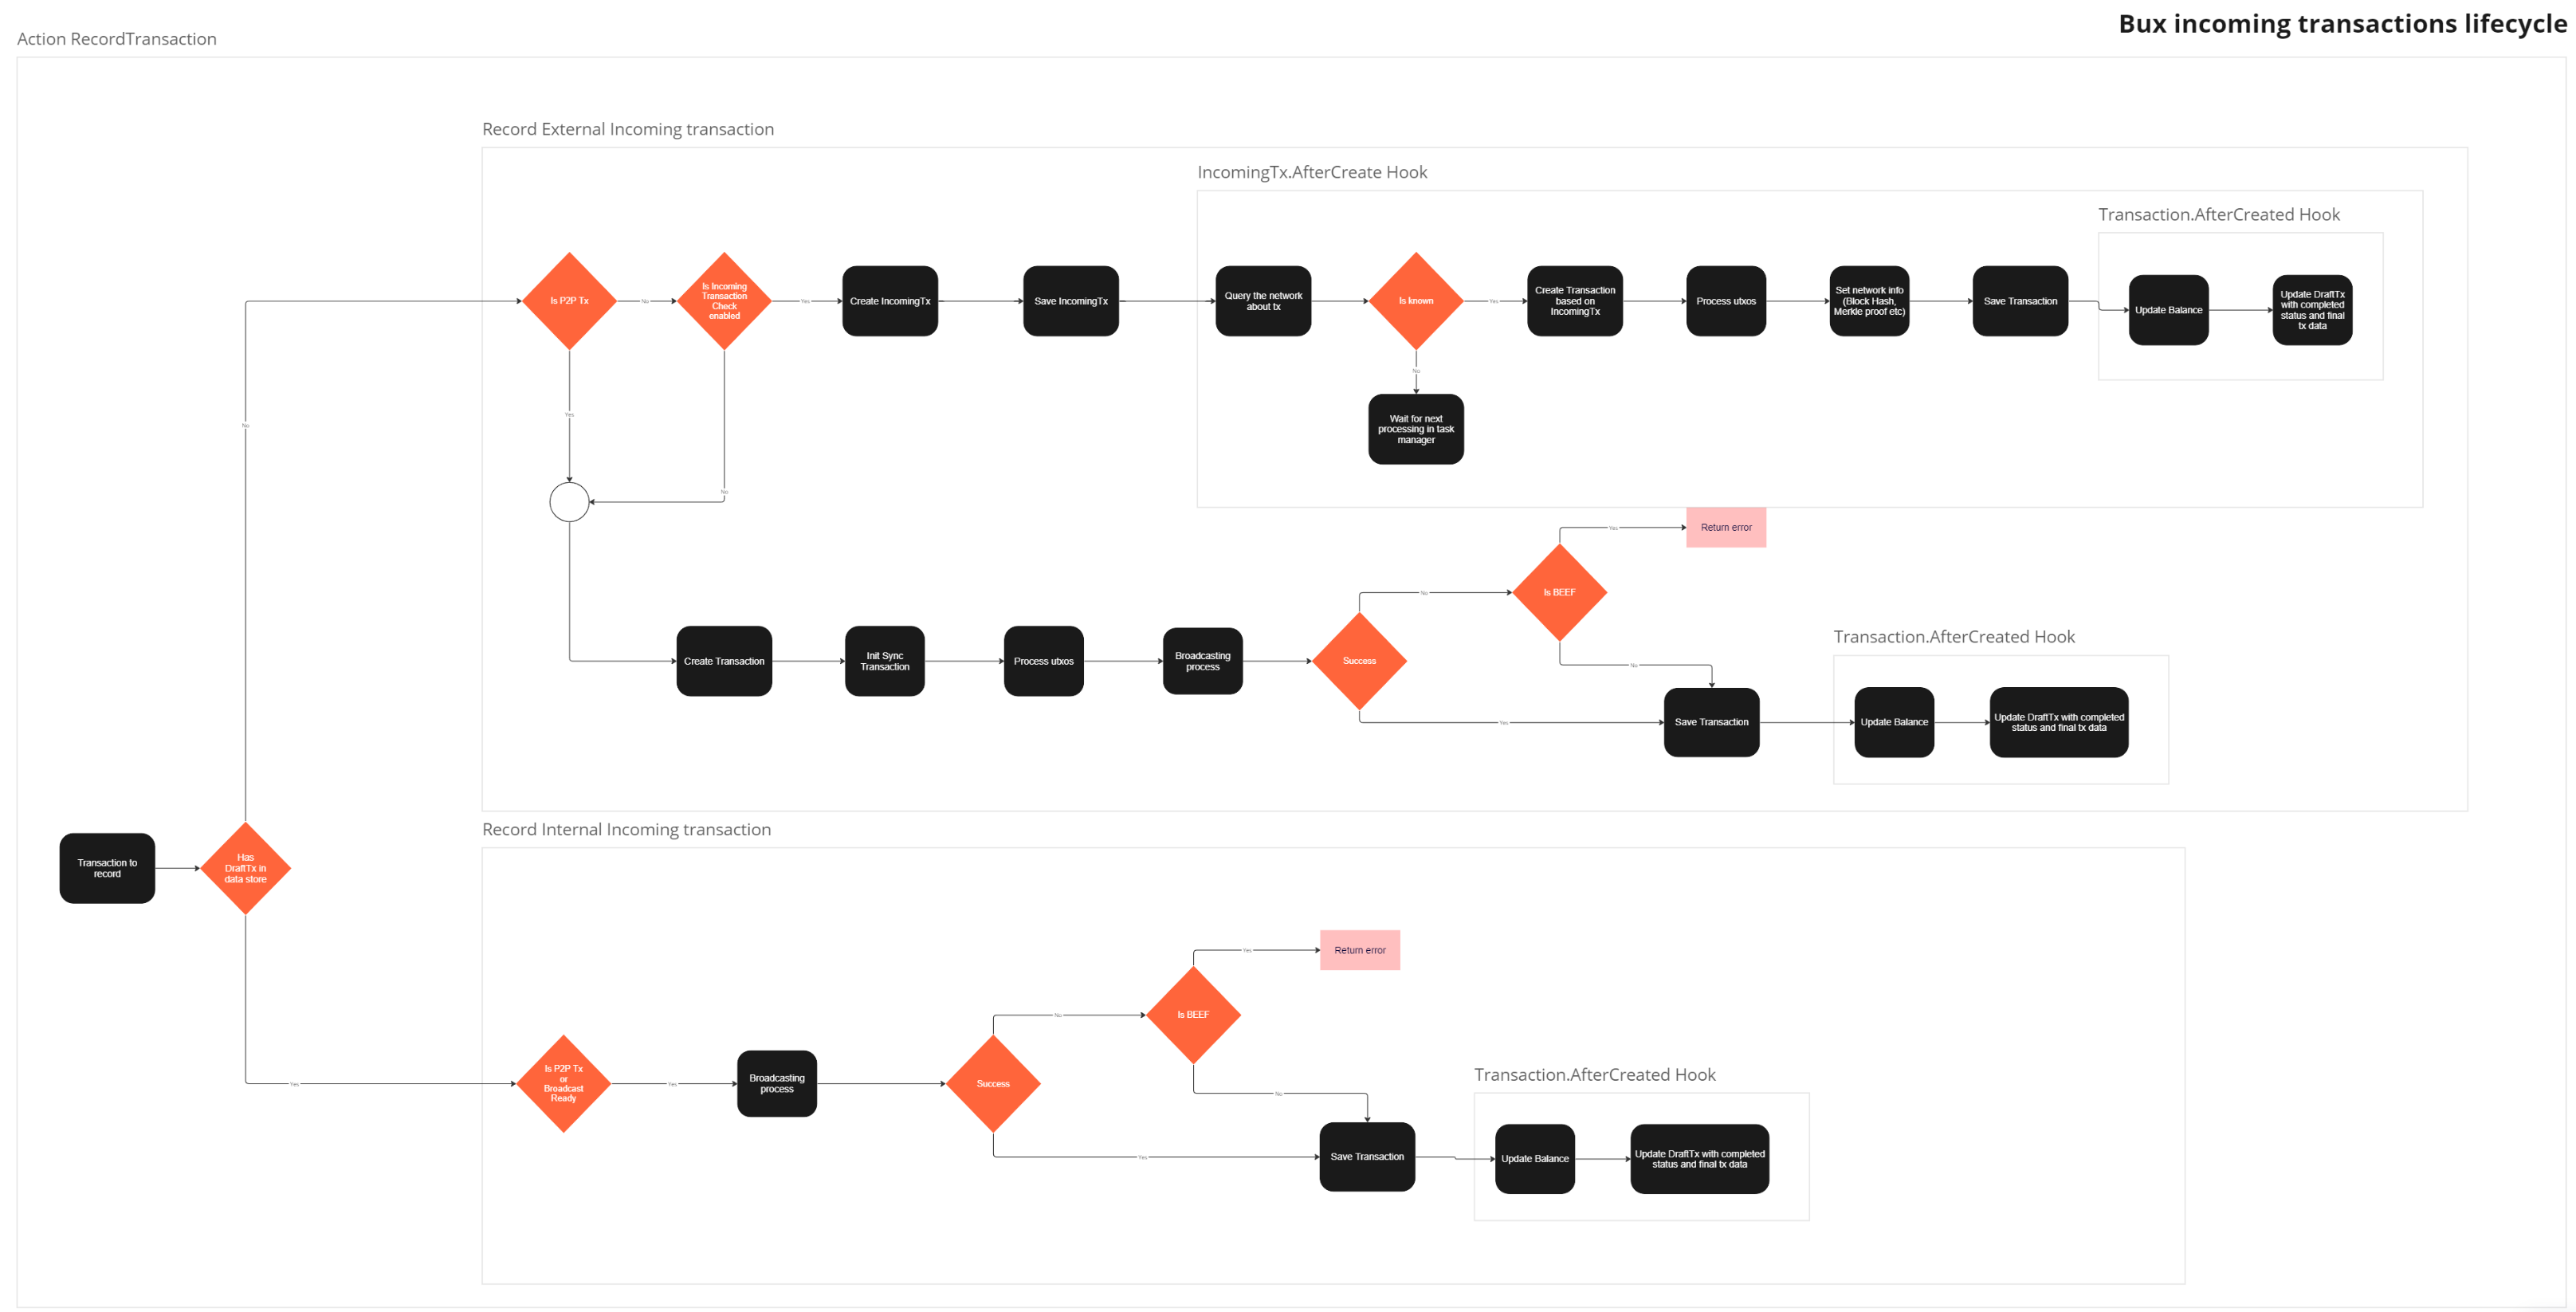 Bux incoming transactions lifecycle
Action RecordTransaction
Record External Incoming transaction
IncomingTx.AfterCreate Hook
Transaction.AfterCreated Hook
Is P2P Tx
No
Is Incoming
Transaction
Check
enabled
Yes
Create IncomingTx
Save IncomingTx
Query the network
about tx
Is known
Yes
Create Transaction
based on
IncomingTx
Process utxos
Set network info
(Block Hash,
Merkle proof etc)
Save Transaction
Update Balance
Update DraftTx
with completed
status and final
tx data
No
Wait for next
processing in task
manager
Yes
No
No
Return error
Yes
Is BEEF
No
No
Create Transaction
Init Sync
Transaction
Process utxos
Broadcasting
process
Success
Yes
Save Transaction
Transaction.AfterCreated Hook
Update Balance
Update DraftTx with completed
status and final tx data
Record Internal Incoming transaction
Transaction to
record
Has
DraftTx in
data store
Yes
Is P2P Tx
or
Broadcast
Ready
Yes
Broadcasting
process
Success
No
Is BEEF
Yes
Return error
No
Yes
Save Transaction
Transaction.AfterCreated Hook
Update Balance
Update DraftTx with completed
status and final tx data